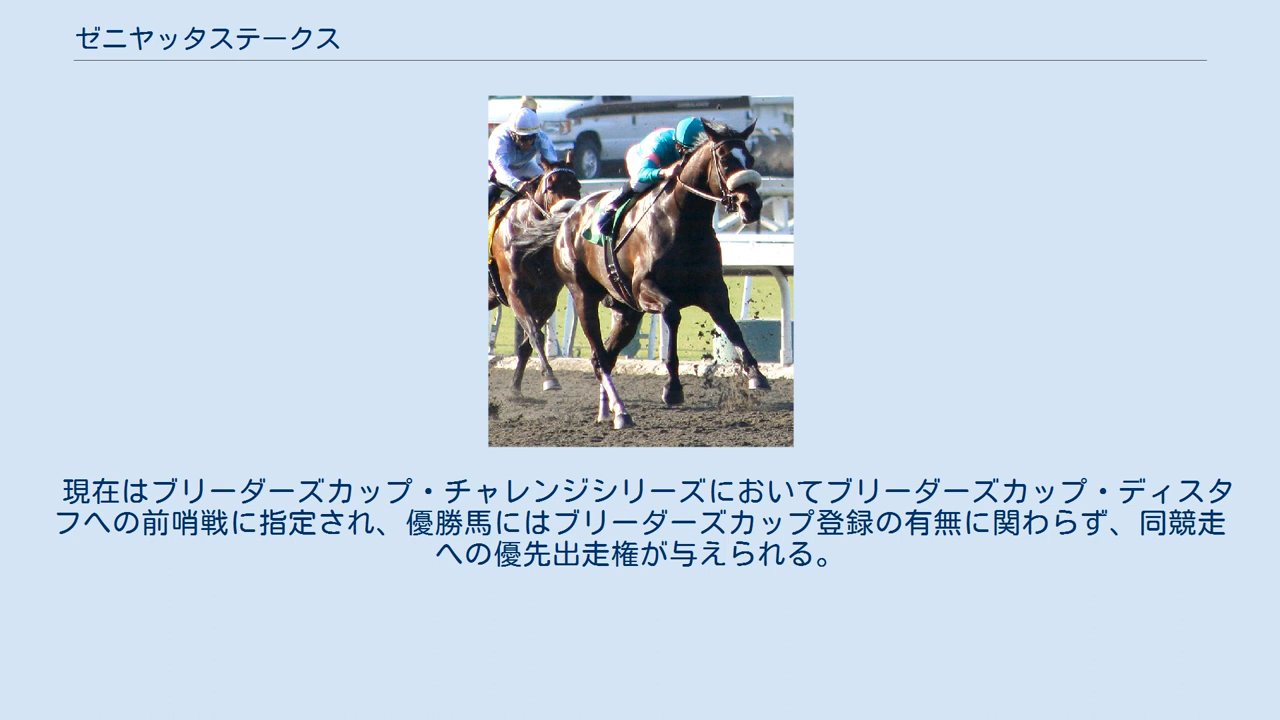 ゼニヤッタステークス
現在はブリーダーズカップ・チャレンジシリーズにおいてブリーダーズカップ・ディスタ
フへの前哨戦に指定され、優勝馬にはブリーダーズカップ登録の有無に関わらず、同競走
への優先出走権が与えられる。